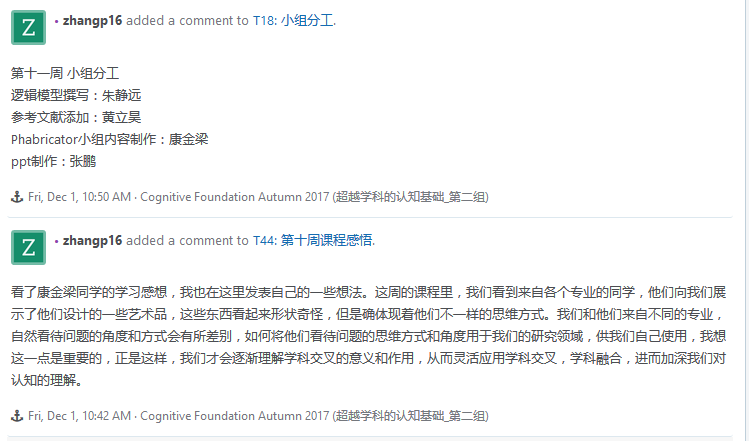 Z
• zhangp16 added a comment to T18: 小组分工.
第十一周 小组分工
逻辑模型撰写：朱静远
参考文献添加：黄立昊
Phabricator小组内容制作：康金梁
ppt制作：张鹏
Fri, Dec 1, 10:50 AM · Cognitive Foundation Autumn 2017 (超越学科的认知基础_第二组)
Z
• zhangp16 added a comment to T44: 第十周课程感悟.
看了康金梁同学的学习感想，我也在这里发表自己的一些想法。这周的课程里，我们看到来自各个专业的同学，他们向我们展
示了他们设计的一些艺术品，这些东西看起来形状奇怪，但是确体现着他们不一样的思维方式。我们和他们来自不同的专业，
自然看待问题的角度和方式会有所差别，如何将他们看待问题的思维方式和角度用于我们的研究领域，供我们自己使用，我想
这一点是重要的，正是这样，我们才会逐渐理解学科交叉的意义和作用，从而灵活应用学科交叉，学科融合，进而加深我们对
认知的理解。
Fri, Dec 1, 10:42 AM · Cognitive Foundation Autumn 2017 (超越学科的认知基础_第二组)